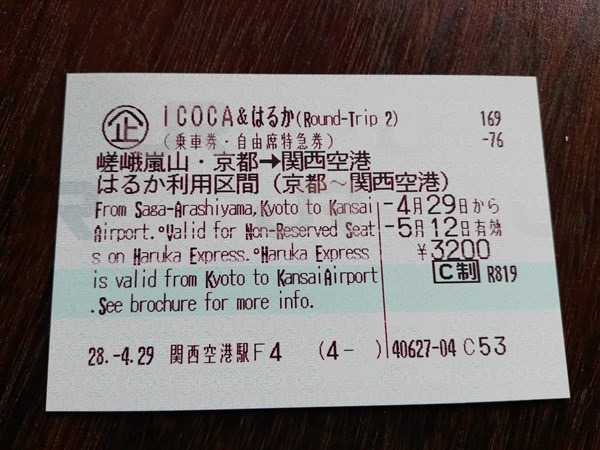 企 ICOCA&はるか(Round-Trip 2) 169
(乗車券・自由席特急券) -76
嵯峨嵐山・京都→関西空港
はるか利用区間(京都~関西空港)
From Saga-Arashiyama,Kyoto to Kansai
Airport.°Valid for Non-Reserved Seat
s on Haruka Express.°Haruka Express
is valid from Kyoto to KansaiAirport
.See brochure for more info.
-4月29日から
-5月12日有効
¥3200
C制 R819
28.-4.29 関西空港駅F4 (4- ) 40627-04 C53